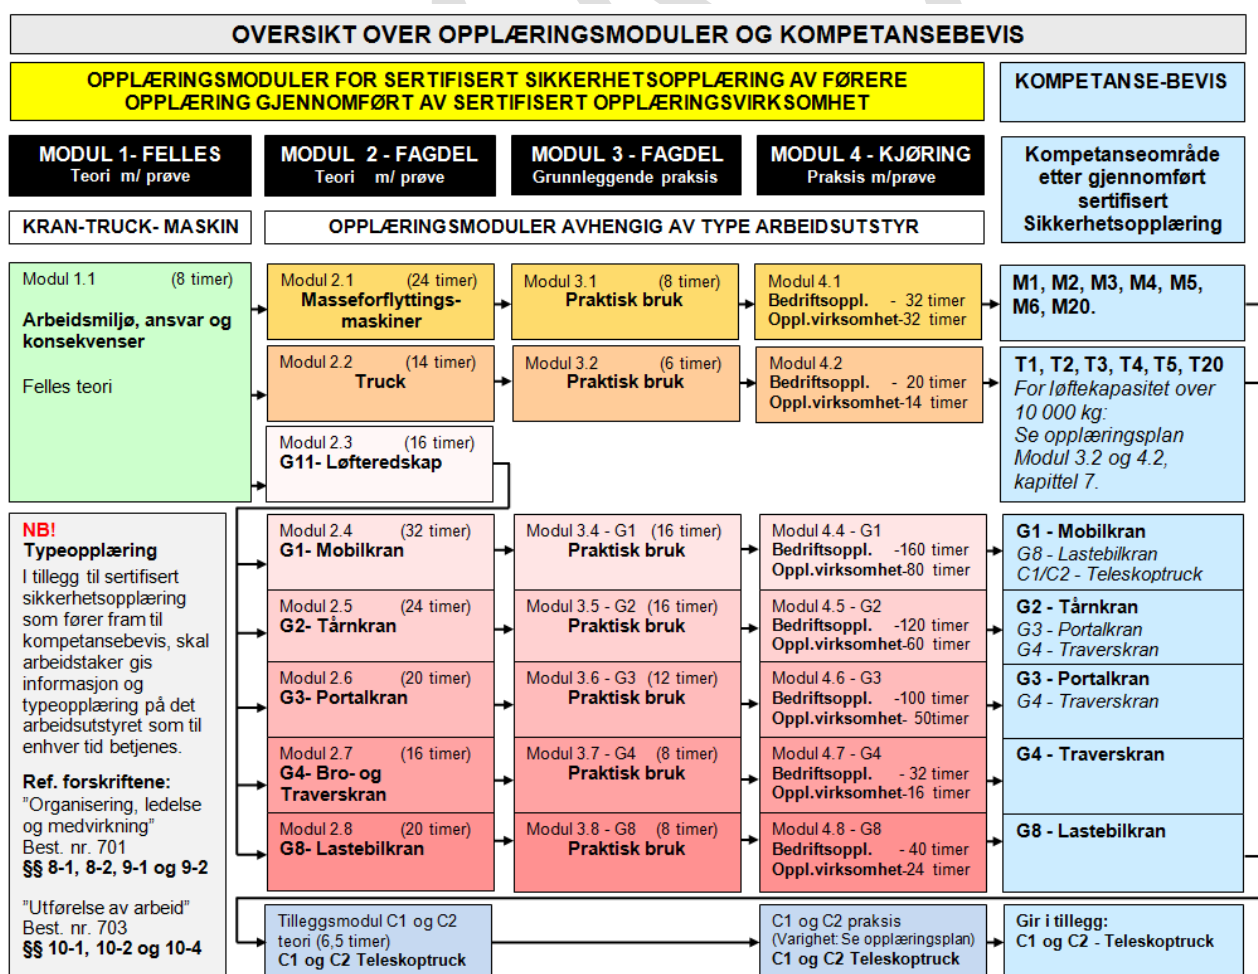 OVERSIKT OVER OPPLÆRINGSMODULER OG KOMPETANSEBEVIS
OPPLÆRINGSMODULER FOR SERTIFISERT SIKKERHETSOPPLÆRING AV FØRERE
OPPLÆRING GJENNOMFØRT AV SERTIFISERT OPPLÆRINGSVIRKSOMHET
KOMPETANSE-BEVIS
MODUL 1- FELLES
Teori m/ prøve
MODUL 2 - FAGDEL
Teori m/ prøve
MODUL 3 - FAGDEL
Grunnleggende praksis
MODUL 4 - KJØRING
Praksis m/prøve
Kompetanseområde
etter gjennomført
sertifisert
Sikkerhetsopplæring
KRAN-TRUCK- MASKIN
OPPLÆRINGSMODULER AVHENGIG AV TYPE ARBEIDSUTSTYR
Modul 1.1 (8 timer)
Arbeidsmiljø, ansvar og
konsekvenser
Felles teori
Modul 2.1 (24 timer)
Masseforflyttings-
maskiner
Modul 3.1 (8 timer)
Praktisk bruk
Modul 4.1
Bedriftsoppl. - 32 timer
Oppl.virksomhet-32 timer
M1, M2, M3, M4, M5,
M6, M20.
Modul 2.2 (14 timer)
Truck
Modul 3.2 (6 timer)
Praktisk bruk
Modul 4.2
Bedriftsoppl. - 20 timer
Oppl.virksomhet-14 timer
T1, T2, T3, T4, T5, T20
For løftekapasitet over
10 000 kg:
Se opplæringsplan
Modul 3.2 og 4.2,
kapittel 7.
Modul 2.3 (16 timer)
G11- Løfteredskap
NB!
Typeopplæring
I tillegg til sertifisert
sikkerhetsopplæring
som fører fram til
kompetansebevis, skal
arbeidstaker gis
informasjon og
typeopplæring på det
arbeidsutstyret som til
enhver tid betjenes.
Ref. forskriftene:
"Organisering, ledelse
og medvirkning"
Best. nr. 701
§§ 8-1, 8-2, 9-1 og 9-2
"Utførelse av arbeid"
Best. nr. 703
§§ 10-1, 10-2 og 10-4
Modul 2.4 (32 timer)
G1- Mobilkran
Modul 3.4 - G1 (16 timer)
Praktisk bruk
Modul 4.4 - G1
Bedriftsoppl. -160 timer
Oppl.virksomhet-80 timer
G1 - Mobilkran
G8 - Lastebilkran
C1/C2 - Teleskoptruck
Modul 2.5 (24 timer)
G2- Tårnkran
Modul 3.5 - G2 (16 timer)
Praktisk bruk
Modul 4.5 - G2
Bedriftsoppl. -120 timer
Oppl.virksomhet-60 timer
G2 - Tårnkran
G3 - Portalkran
G4 - Traverskran
Modul 2.6 (20 timer)
G3- Portalkran
Modul 3.6 - G3 (12 timer)
Praktisk bruk
Modul 4.6 - G3
Bedriftsoppl. -100 timer
Oppl.virksomhet- 50timer
G3 - Portalkran
G4 - Traverskran
Modul 2.7 (16 timer)
G4- Bro- og
Traverskran
Modul 3.7 - G4 (8 timer)
Praktisk bruk
Modul 4.7 - G4
Bedriftsoppl. - 32 timer
Oppl.virksomhet-16 timer
G4 - Traverskran
Modul 2.8 (20 timer)
G8- Lastebilkran
Modul 3.8 - G8 (8 timer)
Praktisk bruk
Modul 4.8 - G8
Bedriftsoppl. - 40 timer
Oppl.virksomhet-24 timer
G8 - Lastebilkran
Tilleggsmodul C1 og C2
teori (6,5 timer)
C1 og C2 Teleskoptruck
C1 og C2 praksis
(Varighet: Se opplæringsplan)
C1 og C2 Teleskoptruck
Gir i tillegg:
C1 og C2 - Teleskoptruck